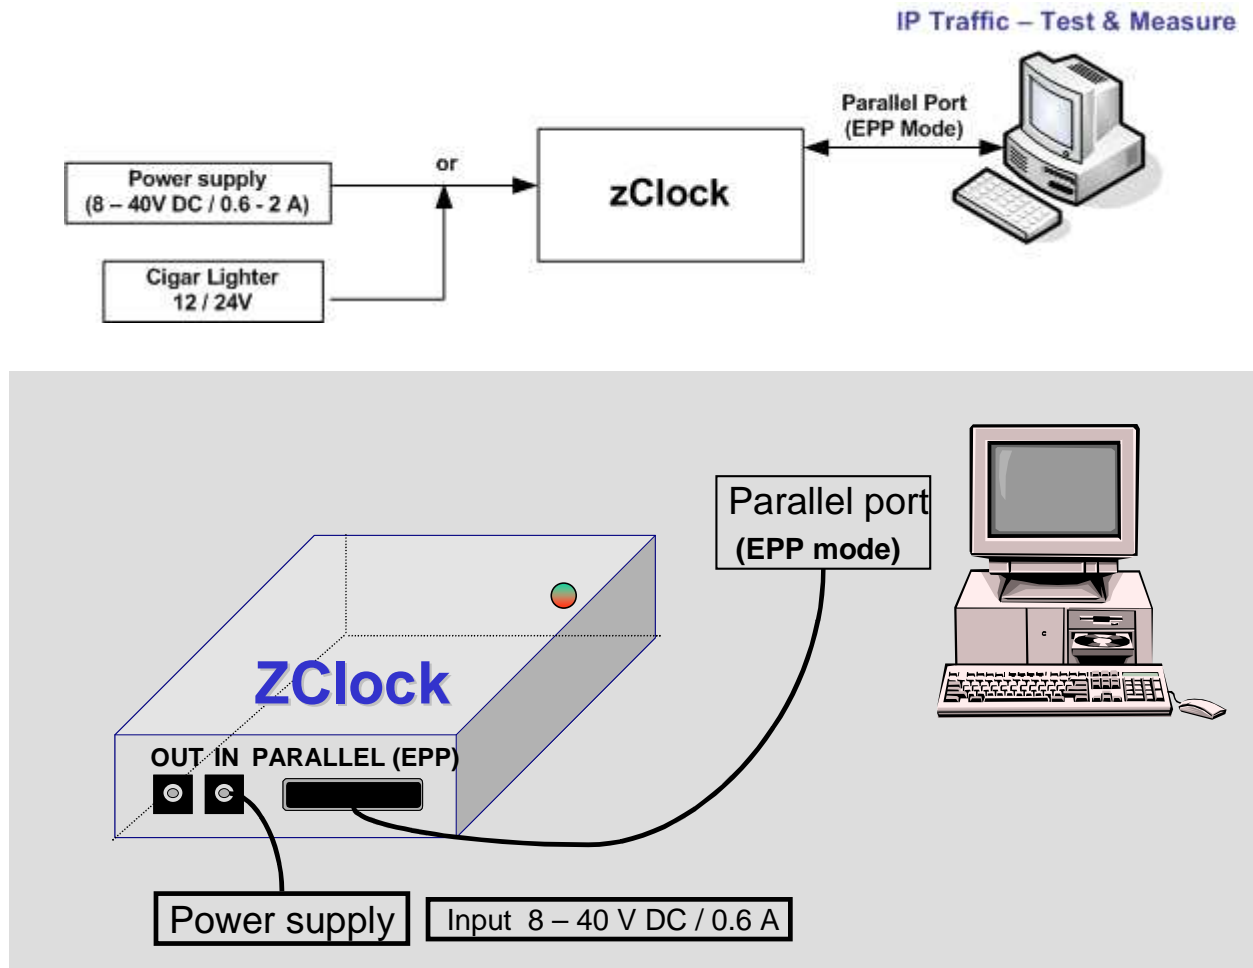 IP Traffic – Test & Measure
Parallel Port
(EPP Mode)
or
Power supply
(8 – 40V DC / 0.6 - 2 A)
zClock
Cigar Lighter
12 / 24V
Parallel port
(EPP mode)
ZClock
OUT IN PARALLEL (EPP)
Power supply
Input 8 – 40 V DC / 0.6 A